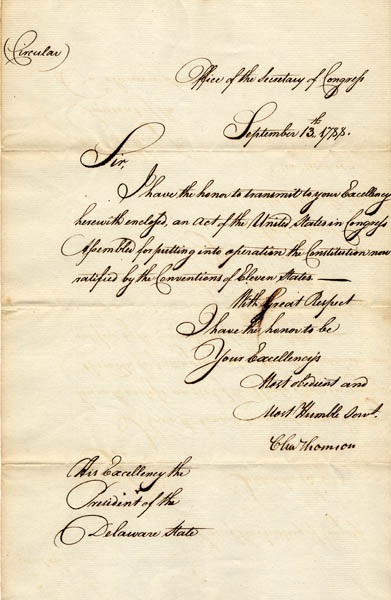 (Circular)
Office of the Secretary of Congress
September 13.th 1788.
Sir,
I have the honor to transmit to your Excellency
herewith enclosed, an Act of the United States in Congress
Assembled for putting into operation the Constitution now
ratified by the Conventions of Eleven States —
With Great Respect
I have the honor to be
Your Excellency's
Most obedient and
Most Humble Servt.
Cha Thomson
His Excellency the
President of the
Delaware State